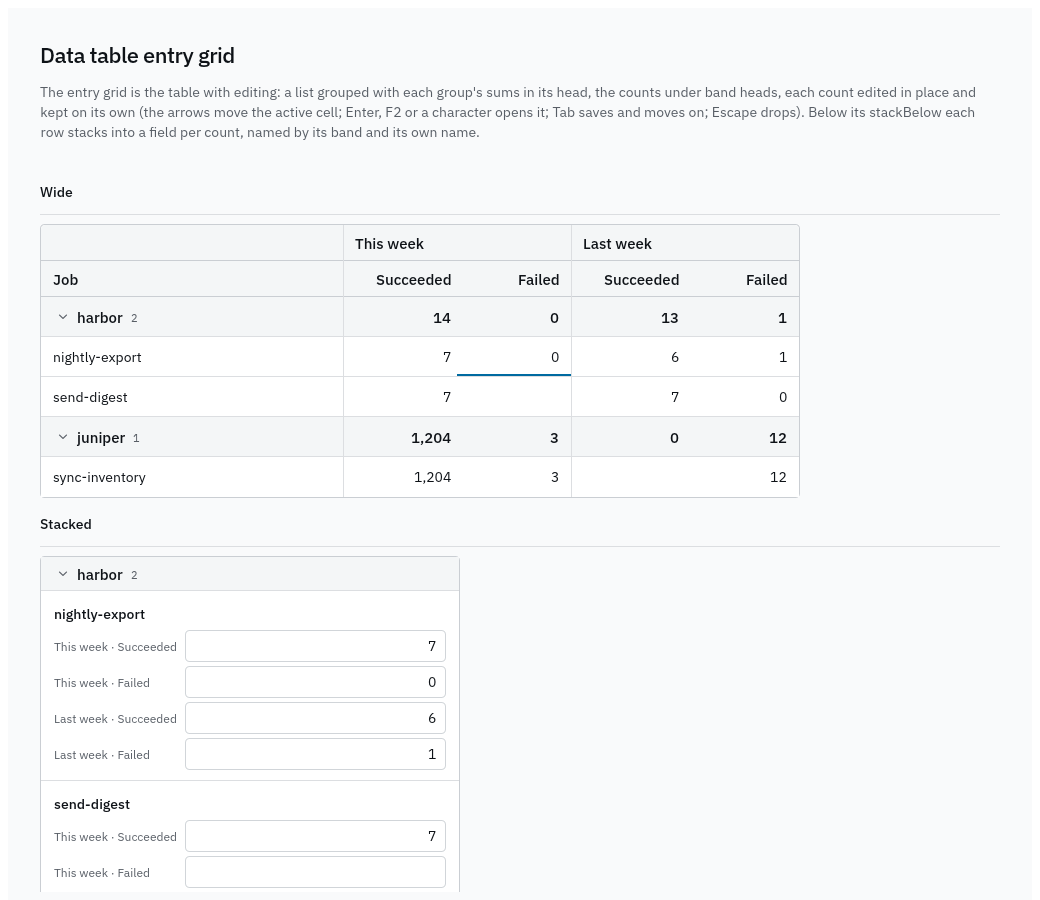 Data table entry grid
The entry grid is the table with editing: a list grouped with each group's sums in its head, the counts under band heads, each count edited in place and
kept on its own (the arrows move the active cell; Enter, F2 or a character opens it; Tab saves and moves on; Escape drops). Below its stackBelow each
row stacks into a field per count, named by its band and its own name.
Wide
This week Last week
Job Succeeded Failed Succeeded Failed
harbor 2 14 0 13 1
nightly-export 7 0 6 1
send-digest 7 7 0
juniper 1 1,204 3 0 12
sync-inventory 1,204 3 12
Stacked
harbor 2
nightly-export
This week · Succeeded 7
This week · Failed 0
Last week · Succeeded 6
Last week · Failed 1
send-digest
This week · Succeeded 7
This week · Failed